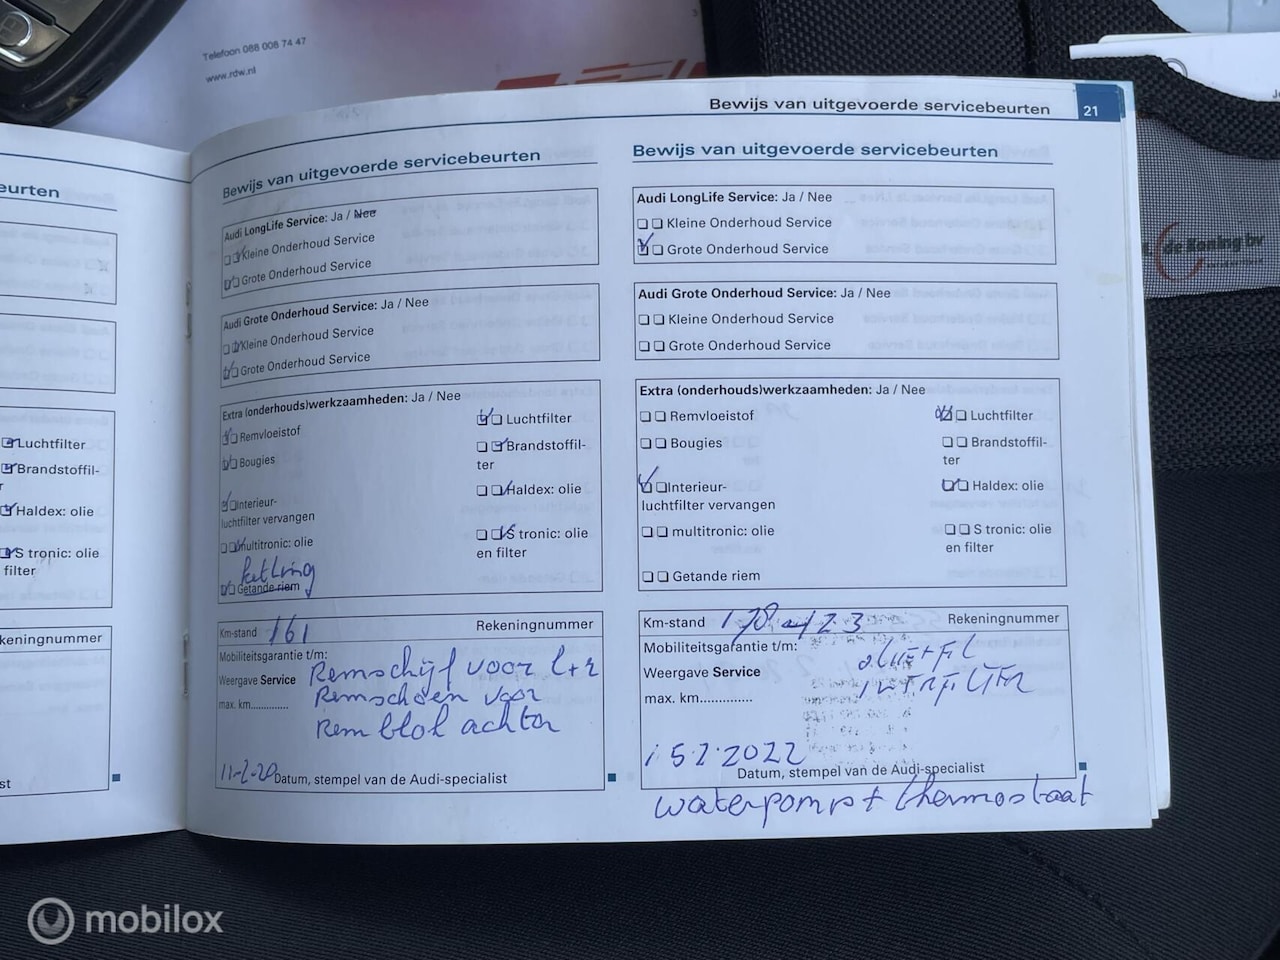 Telefoon 088 008 74 47
www.rdw.nl
Bewijs van uitgevoerde servicebeurten 21
eurten
Luchtfilter
Brandstoffil-
r
Haldex: olie
S tronic: olie
filter
keningnummer
st
Bewijs van uitgevoerde servicebeurten
Audi LongLife Service: Ja / Nee
Kleine Onderhoud Service
Grote Onderhoud Service
Audi Grote Onderhoud Service: Ja / Nee
Kleine Onderhoud Service
Grote Onderhoud Service
Extra (onderhouds)werkzaamheden: Ja / Nee
Remvloeistof
Luchtfilter
Bougies
Brandstoffil-
ter
Interieur-
luchtfilter vervangen
Haldex: olie
multitronic: olie
S tronic: olie
en filter
ketting
Getande riem
Km-stand 161 Rekeningnummer
Mobiliteitsgarantie t/m:
Remschijf voor l+r
Weergave Service
Remschoen voor
max. km.............
Rem blok achter
11-2-20 Datum, stempel van de Audi-specialist
Bewijs van uitgevoerde servicebeurten
Audi LongLife Service: Ja / Nee
Kleine Onderhoud Service
Grote Onderhoud Service
Audi Grote Onderhoud Service: Ja / Nee
Kleine Onderhoud Service
Grote Onderhoud Service
Extra (onderhouds)werkzaamheden: Ja / Nee
Remvloeistof
Luchtfilter
Bougies
Brandstoffil-
ter
Interieur-
luchtfilter vervangen
Haldex: olie
multitronic: olie
S tronic: olie
en filter
Getande riem
Km-stand Rekeningnummer
Mobiliteitsgarantie t/m:
Weergave Service
max. km..............
15.2.2022
Datum, stempel van de Audi-specialist
waterpomp + thermostaat
de Koning bv
mobilox